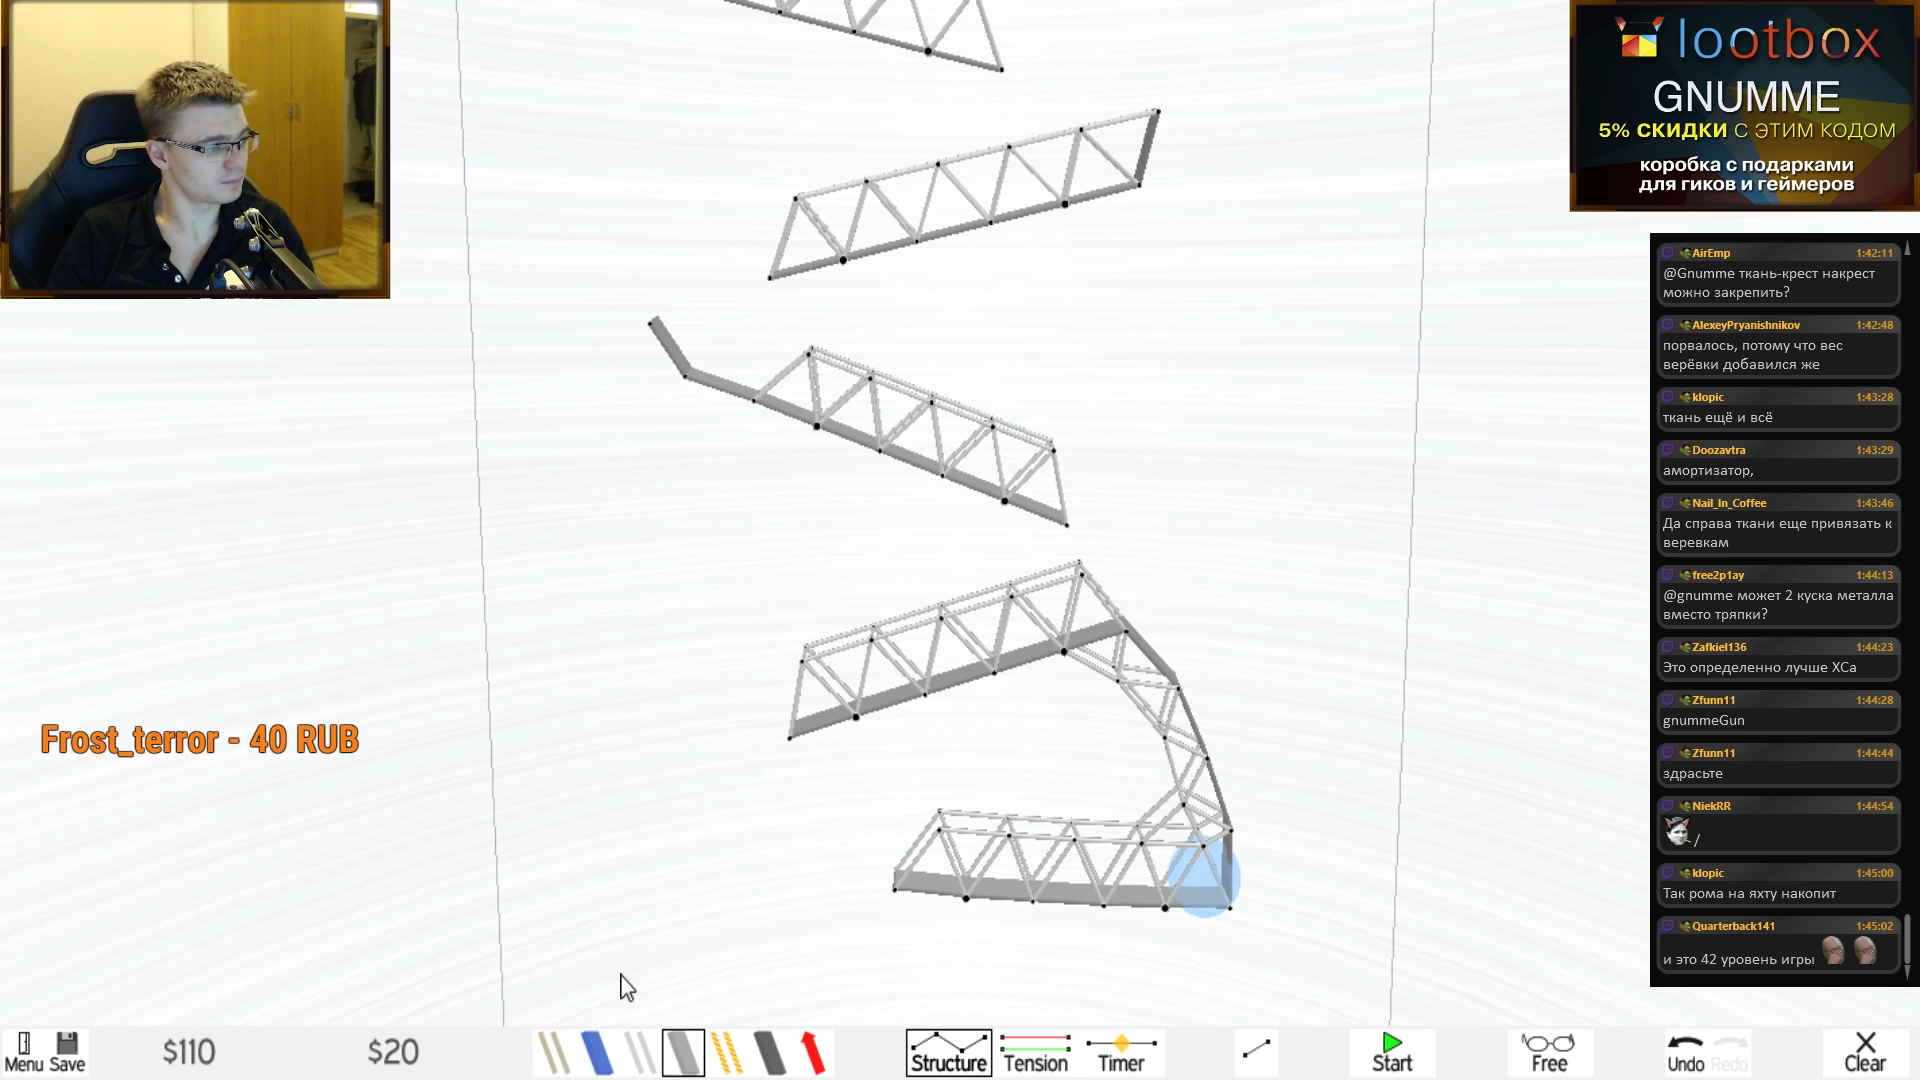 lootbox
GNUMME
5% СКИДКИ С ЭТИМ КОДОМ
коробка с подарками
для гиков и геймеров
AirEmp 1:42:11
@Gnumme ткань-крест накрест
можно закрепить?
AlexeyPryanishnikov 1:42:48
порвалось, потому что вес
верёвки добавился же
klopic 1:43:28
ткань ещё и всё
Doozavtra 1:43:29
амортизатор,
Nail_In_Coffee 1:43:46
Да справа ткани еще привязать к
веревкам
free2p1ay 1:44:13
@gnumme может 2 куска металла
вместо тряпки?
Zafkiel136 1:44:23
Это определенно лучше ХСа
Zfunn11 1:44:28
gnummeGun
Zfunn11 1:44:44
здрасьте
NiekRR 1:44:54
/
klopic 1:45:00
Так рома на яхту накопит
Quarterback141 1:45:02
и это 42 уровень игры
Frost_terror - 40 RUB
Menu Save $110 $20 Structure Tension Timer Start Free Undo Redo Clear